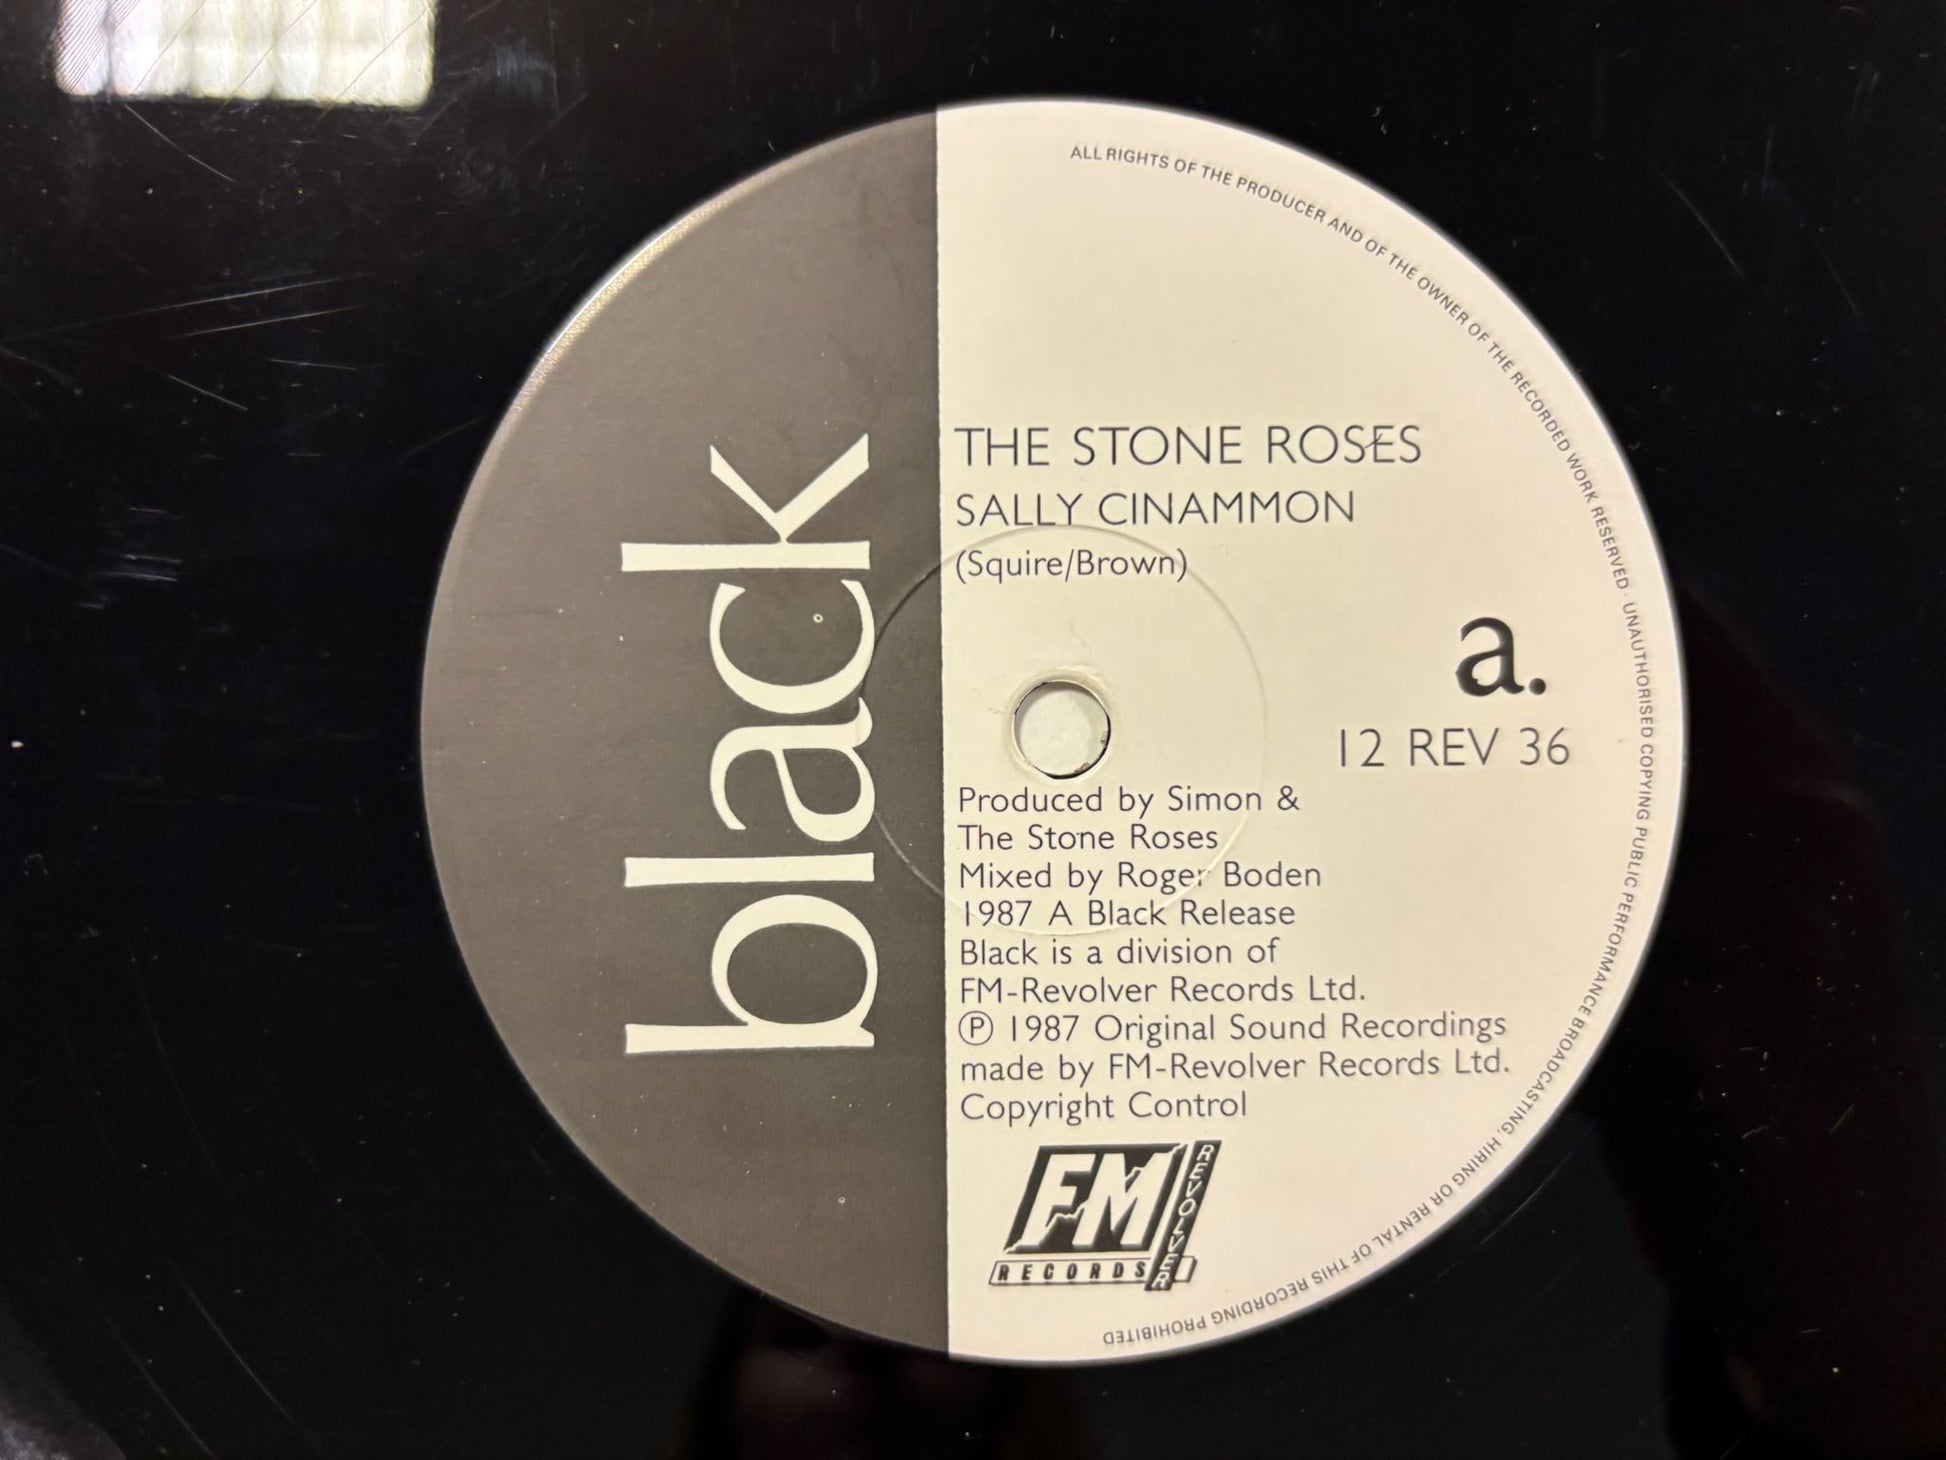 black
ALL RIGHTS OF THE PRODUCER AND OF THE OWNER OF THE RECORDED WORK RESERVED · UNAUTHORISED COPYING PUBLIC PERFORMANCE BROADCASTING, HIRING OR RENTAL OF THIS RECORDING PROHIBITED
THE STONE ROSES
SALLY CINAMMON
(Squire/Brown)
a.
12 REV 36
Produced by Simon &
The Stone Roses
Mixed by Roger Boden
1987 A Black Release
Black is a division of
FM-Revolver Records Ltd.
℗ 1987 Original Sound Recordings
made by FM-Revolver Records Ltd.
Copyright Control
FM
REVOLVER
RECORDS